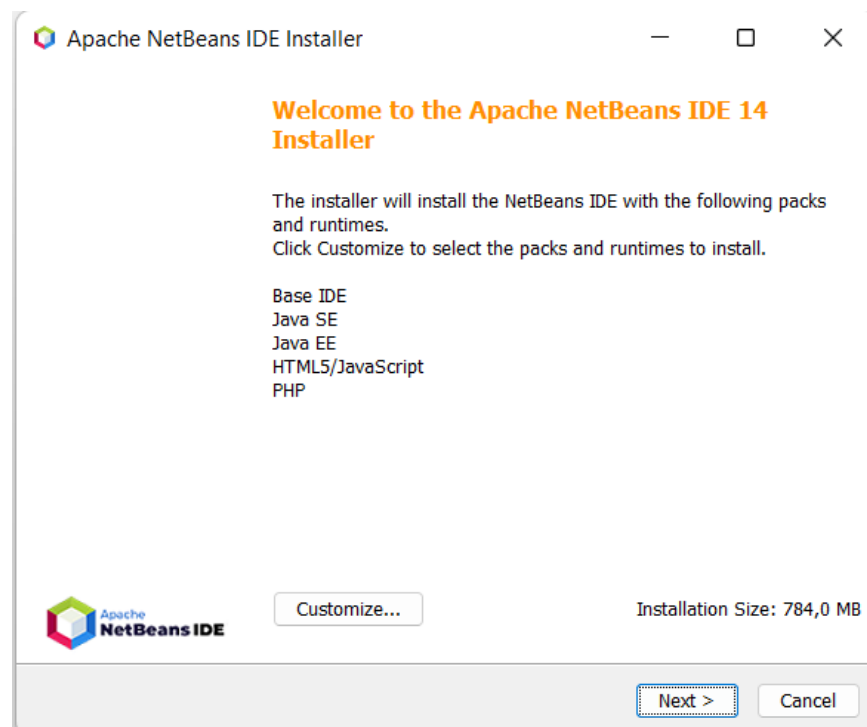 Apache NetBeans IDE Installer
Welcome to the Apache NetBeans IDE 14
Installer
The installer will install the NetBeans IDE with the following packs
and runtimes.
Click Customize to select the packs and runtimes to install.
Base IDE
Java SE
Java EE
HTML5/JavaScript
PHP
Apache
NetBeans IDE
Customize...
Installation Size: 784,0 MB
Next >
Cancel